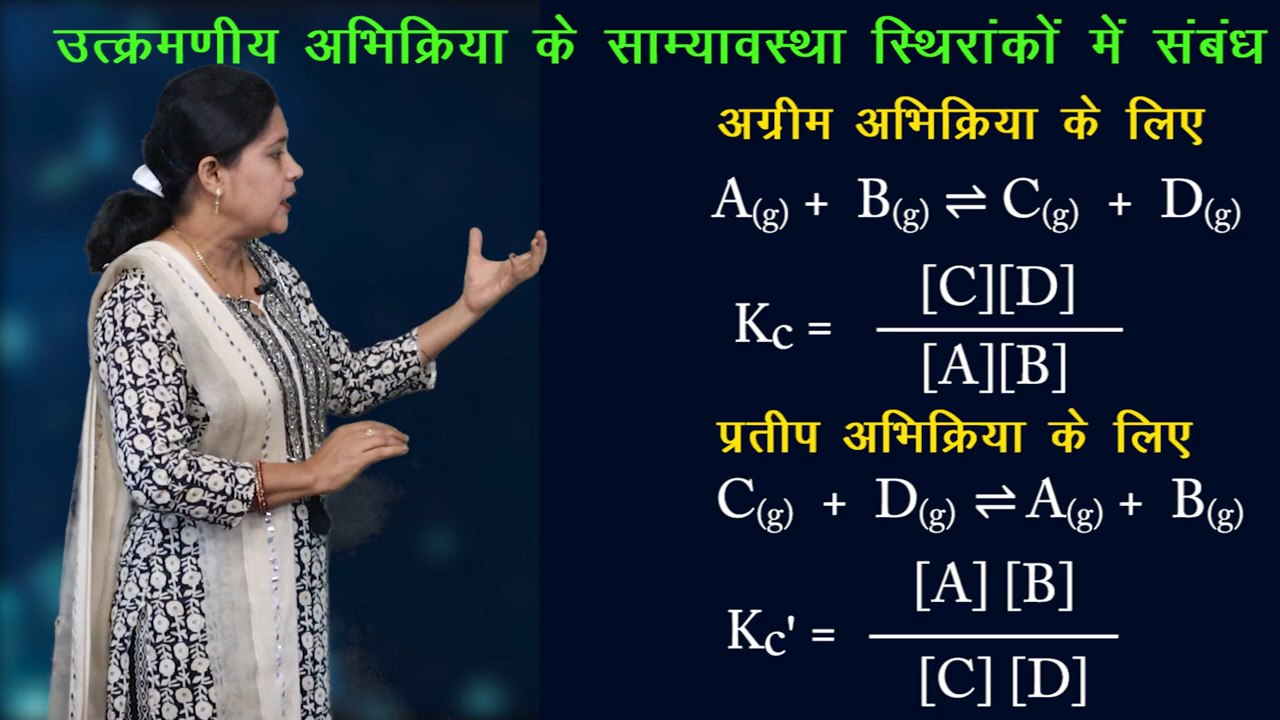 उत्क्रमणीय अभिक्रिया के साम्यावस्था स्थिरांकों में संबंध
अग्रीम अभिक्रिया के लिए
A(g) + B(g) ⇌ C(g) + D(g)
[C][D]
Kc =
[A][B]
प्रतीप अभिक्रिया के लिए
C(g) + D(g) ⇌ A(g) + B(g)
[A] [B]
Kc' =
[C] [D]